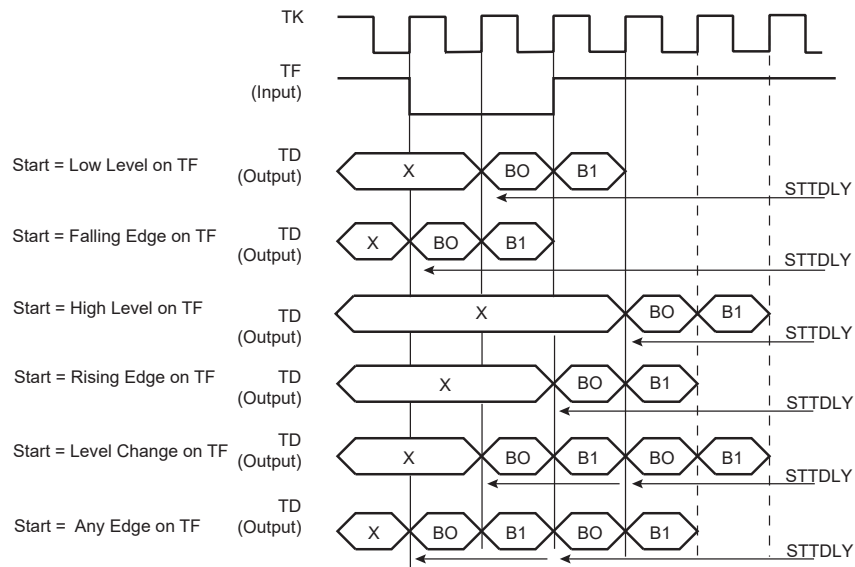 TK
TF
(Input)
Start = Low Level on TF
TD
(Output)
X
BO
B1
STTDLY
Start = Falling Edge on TF
TD
(Output)
X
BO
B1
STTDLY
Start = High Level on TF
TD
(Output)
X
BO
B1
STTDLY
Start = Rising Edge on TF
TD
(Output)
X
BO
B1
STTDLY
Start = Level Change on TF
TD
(Output)
X
BO
B1
BO
B1
STTDLY
Start = Any Edge on TF
TD
(Output)
X
BO
B1
BO
B1
STTDLY